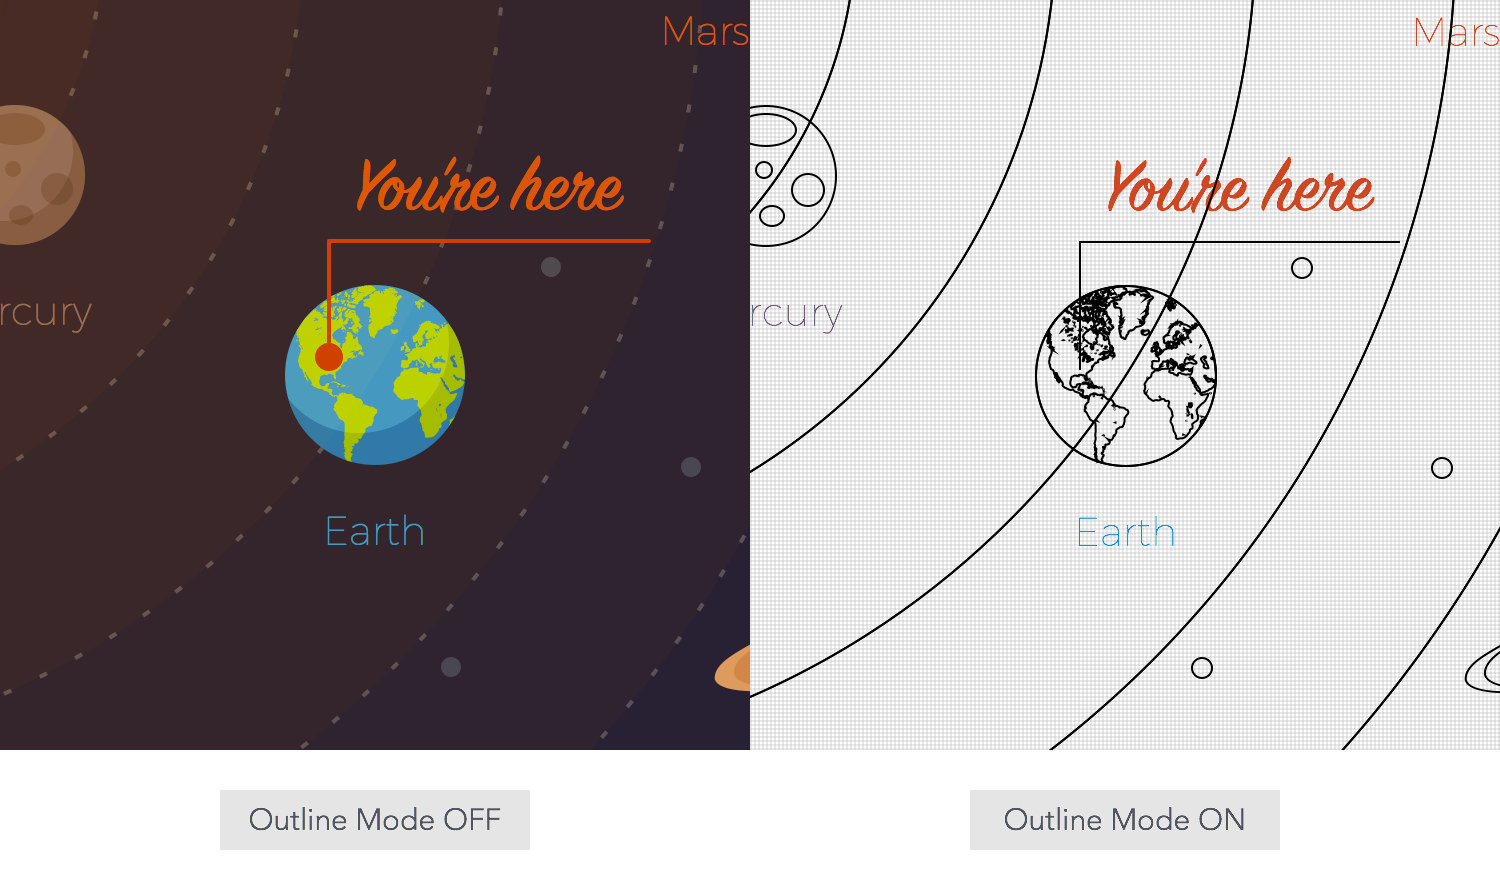 Mars
You're here
rcury
Earth
Outline Mode OFF
Mars
You're here
rcury
Earth
Outline Mode ON